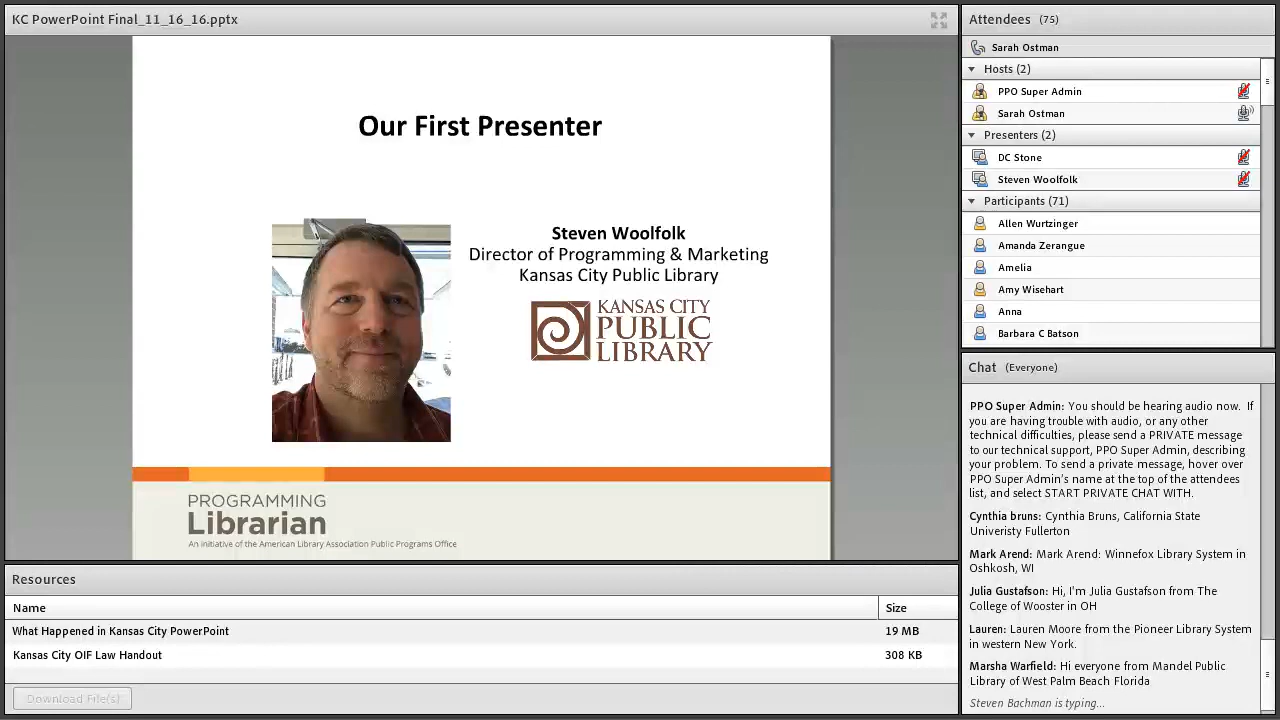 KC PowerPoint Final_11_16_16.pptx
Our First Presenter
Steven Woolfolk
Director of Programming & Marketing
Kansas City Public Library
KANSAS CITY
PUBLIC
LIBRARY
PROGRAMMING
Librarian
An initiative of the American Library Association Public Programs Office
Resources
Name Size
What Happened in Kansas City PowerPoint 19 MB
Kansas City OIF Law Handout 308 KB
Download File(s)
Attendees (75)
Sarah Ostman
Hosts (2)
PPO Super Admin
Sarah Ostman
Presenters (2)
DC Stone
Steven Woolfolk
Participants (71)
Allen Wurtzinger
Amanda Zerangue
Amelia
Amy Wisehart
Anna
Barbara C Batson
Chat (Everyone)
PPO Super Admin: You should be hearing audio now. If
you are having trouble with audio, or any other
technical difficulties, please send a PRIVATE message
to our technical support, PPO Super Admin, describing
your problem. To send a private message, hover over
PPO Super Admin's name at the top of the attendees
list, and select START PRIVATE CHAT WITH.
Cynthia bruns: Cynthia Bruns, California State
Univeristy Fullerton
Mark Arend: Mark Arend: Winnefox Library System in
Oshkosh, WI
Julia Gustafson: Hi, I'm Julia Gustafson from The
College of Wooster in OH
Lauren: Lauren Moore from the Pioneer Library System
in western New York.
Marsha Warfield: Hi everyone from Mandel Public
Library of West Palm Beach Florida
Steven Bachman is typing...